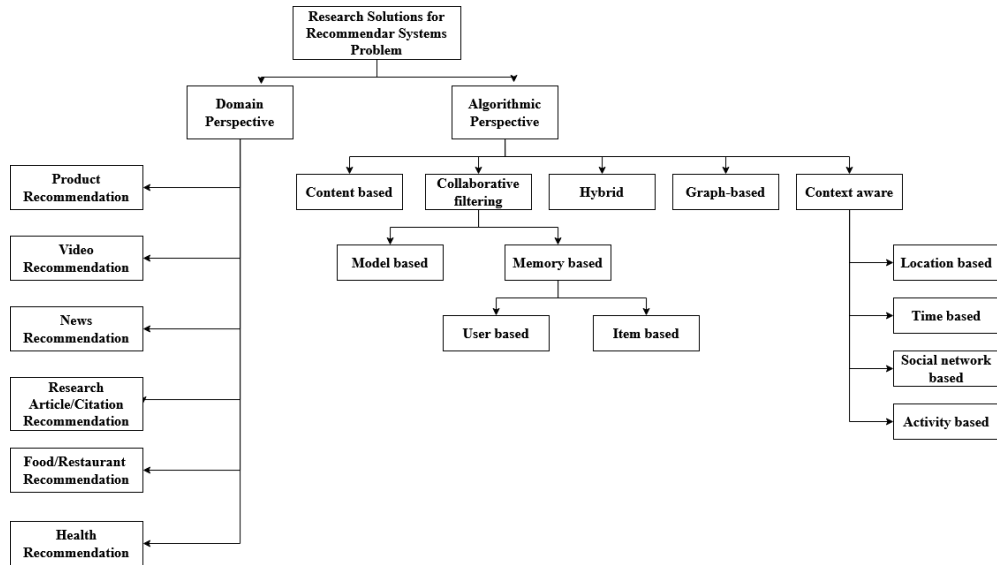 Research Solutions for
Recommendar Systems
Problem
Domain
Perspective
Algorithmic
Perspective
Product
Recommendation
Video
Recommendation
News
Recommendation
Research
Article/Citation
Recommendation
Food/Restaurant
Recommendation
Health
Recommendation
Content based
Collaborative
filtering
Hybrid
Graph-based
Context aware
Model based
Memory based
User based
Item based
Location based
Time based
Social network
based
Activity based